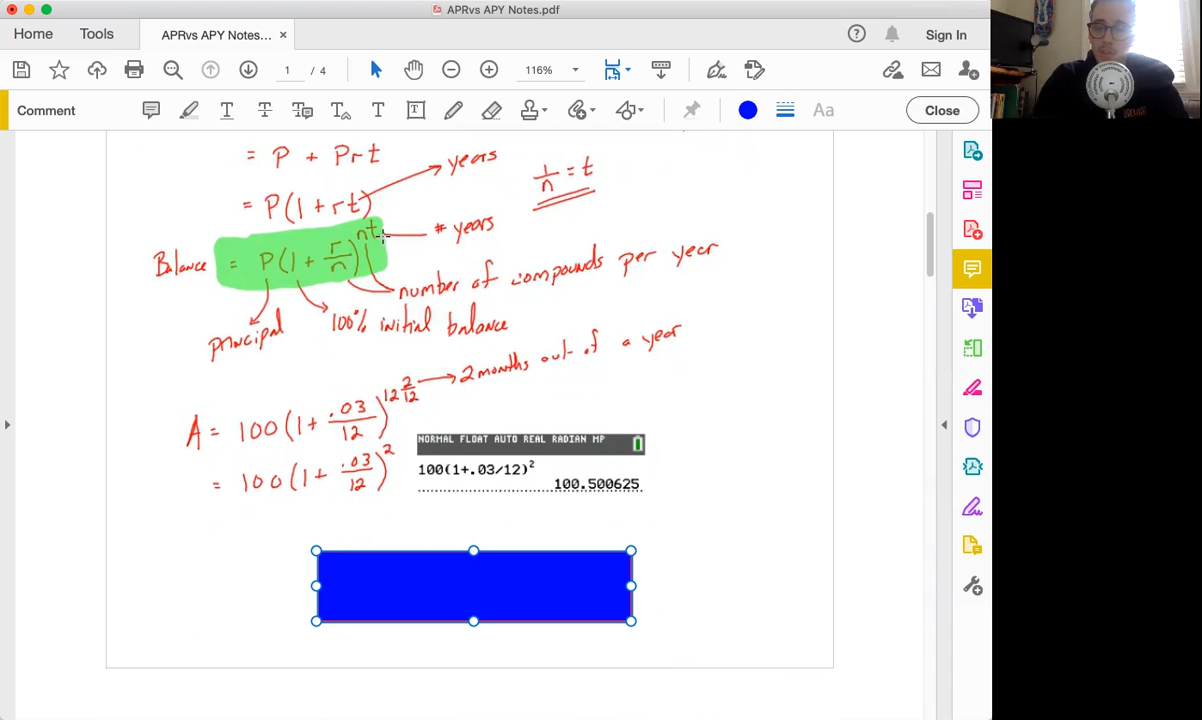 APRvs APY Notes.pdf
Home Tools APRvs APY Notes... × Sign In
1 / 4 116%
Comment Aa Close
= P + Prt
= P(1 + rt) years
1/n = t
Balance = P(1 + r/n)^nt # years
number of compounds per year
100% initial balance
principal
A = 100(1 + .03/12)^12 2/12 → 2 months out of a year
= 100(1 + .03/12)^2
NORMAL FLOAT AUTO REAL RADIAN MP
100(1+.03/12)²
100.500625